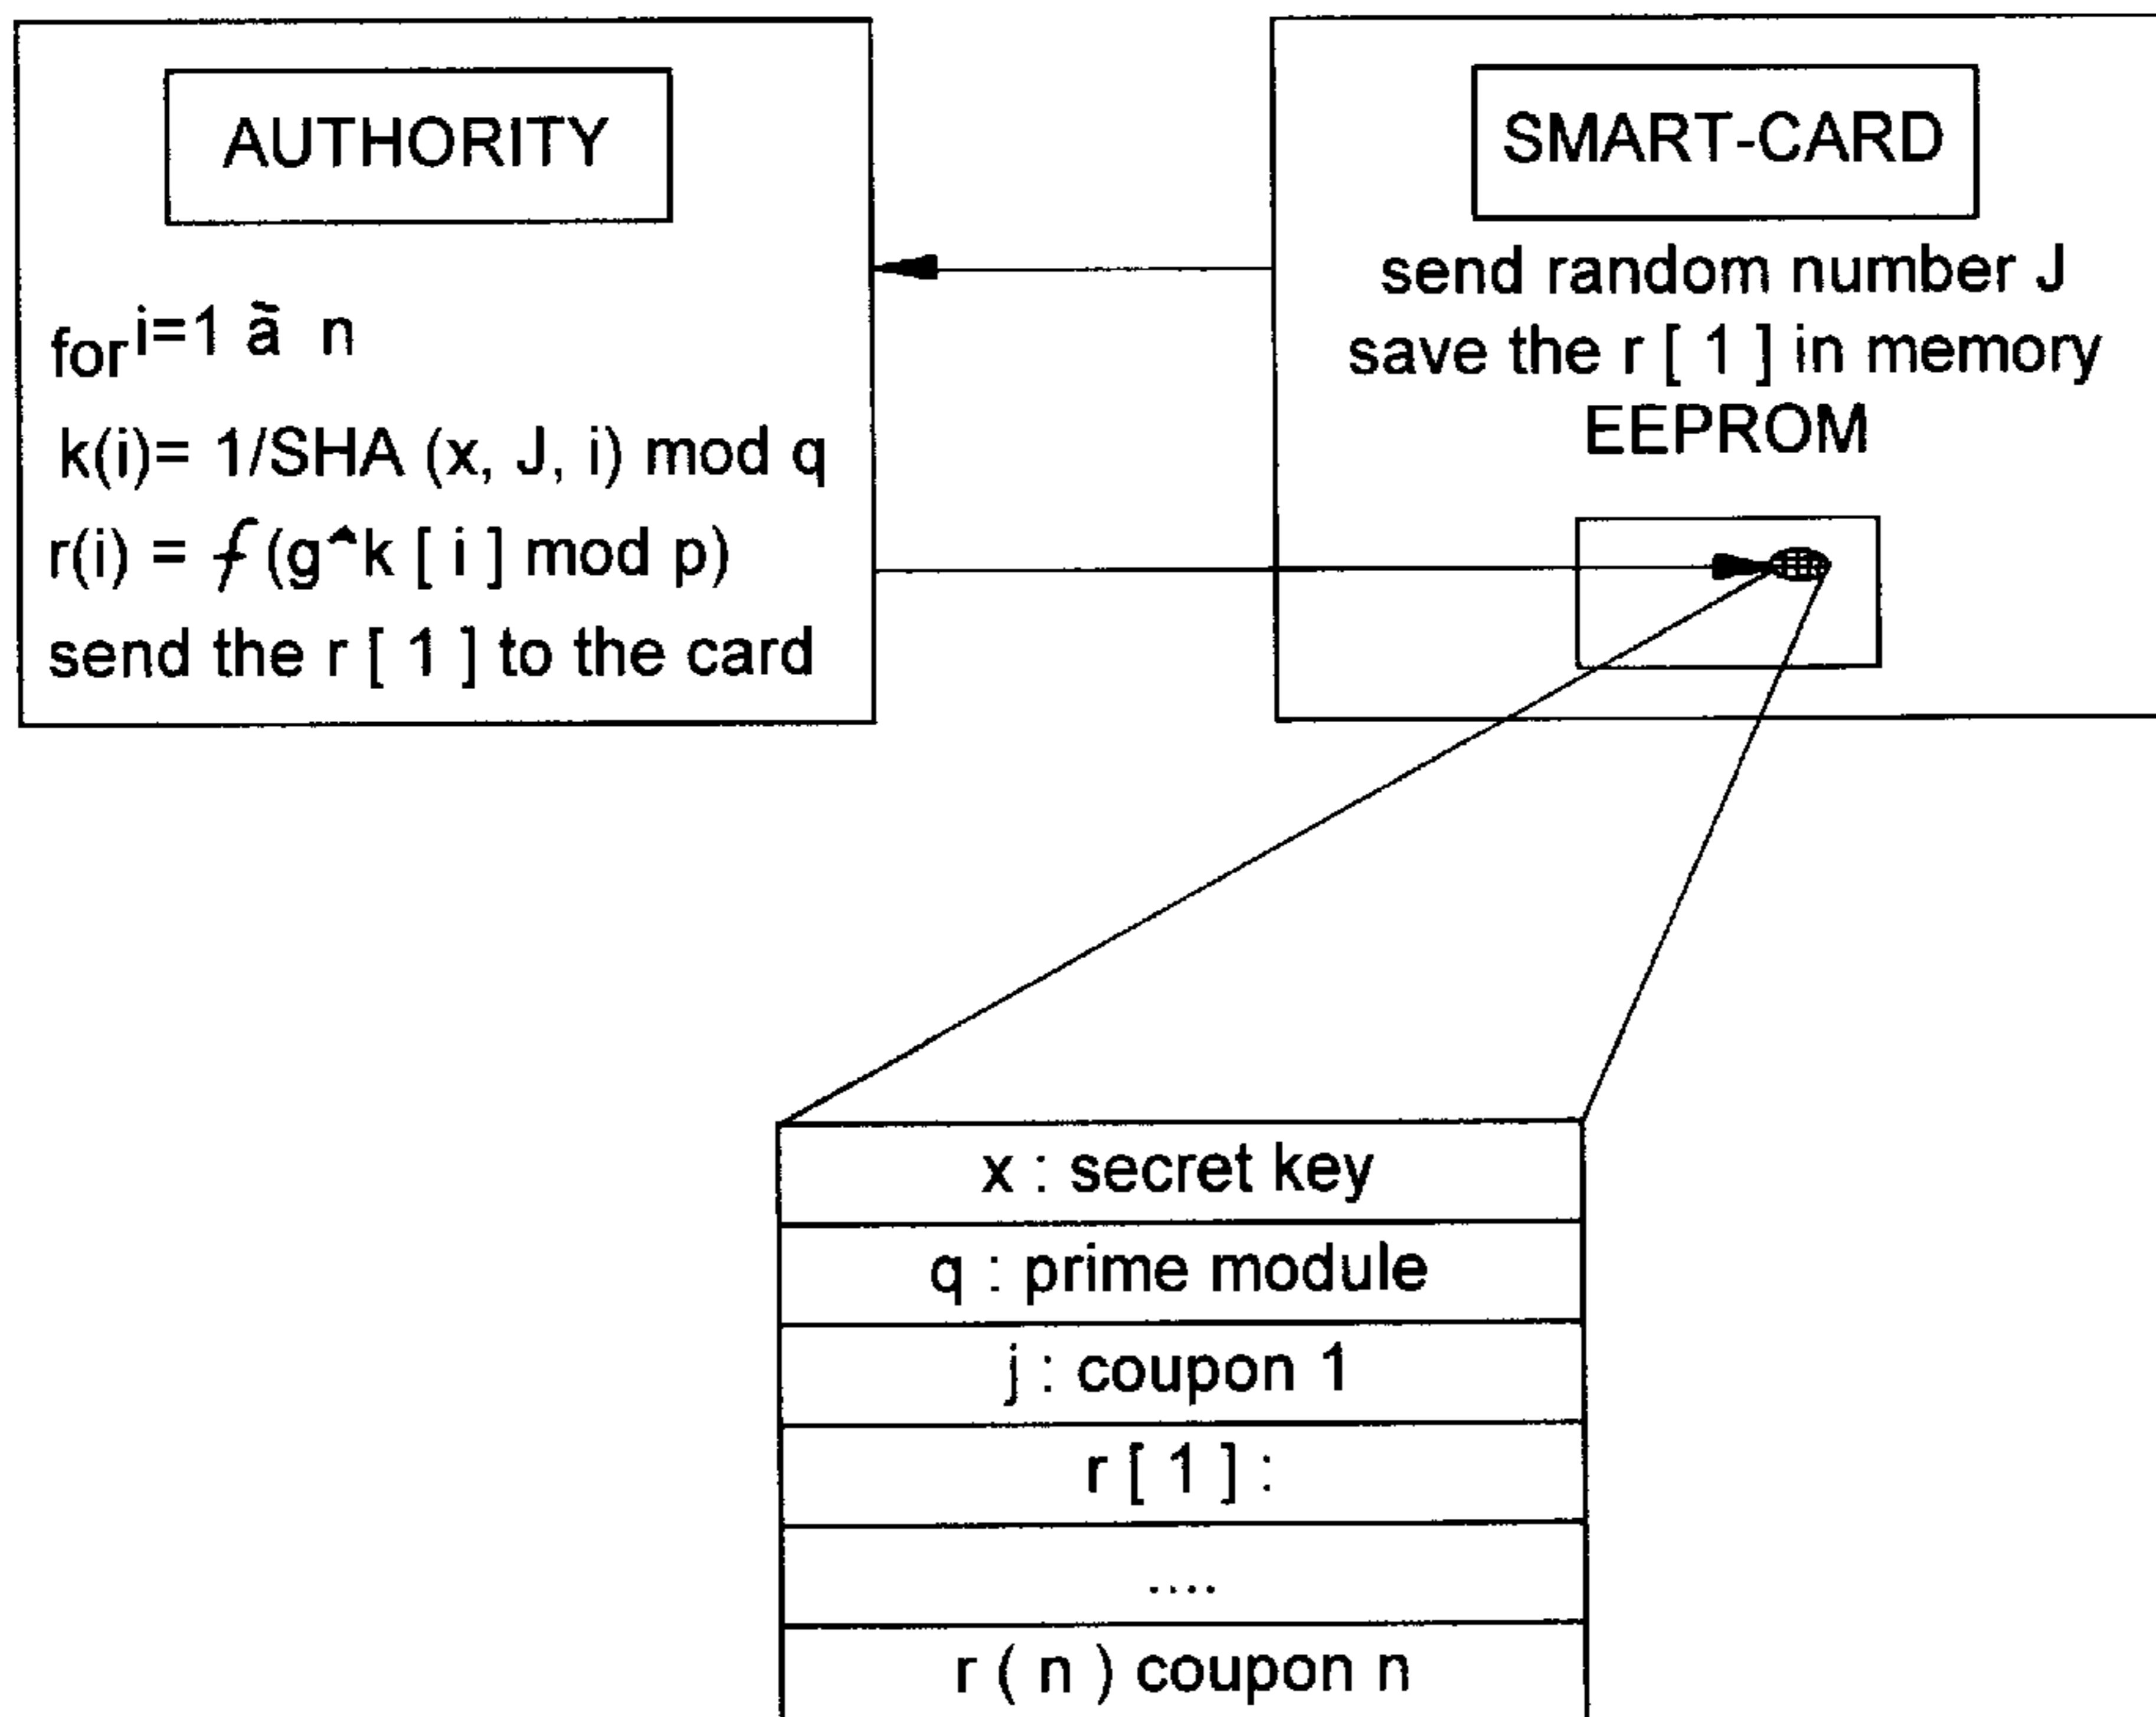 AUTHORITY
for i=1 ã n
k(i)= 1/SHA (x, J, i) mod q
r(i) = ƒ (g^k [ i ] mod p)
send the r [ 1 ] to the card
SMART-CARD
send random number J
save the r [ 1 ] in memory
EEPROM
x : secret key
q : prime module
j : coupon 1
r [ 1 ] :
....
r ( n ) coupon n